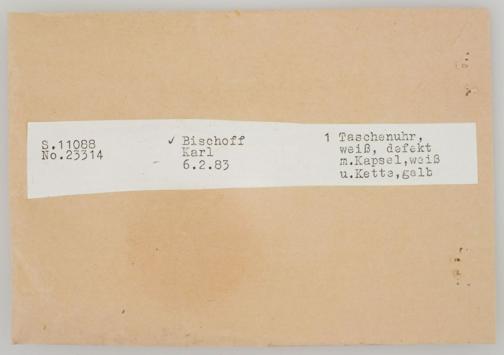 S.11088
No.23314
✓ Bischoff
Karl
6.2.83
1 Taschenuhr,
weiß, defekt
m.Kapsel,weiß
u.Kette,gelb